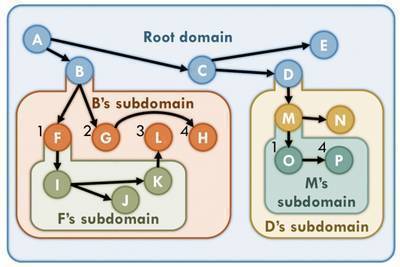 A
Root domain
E
B
C
D
B's subdomain
1
F
2
G
3
L
4
H
M
N
1
O
4
P
I
J
K
M's
subdomain
F's subdomain
D's subdomain